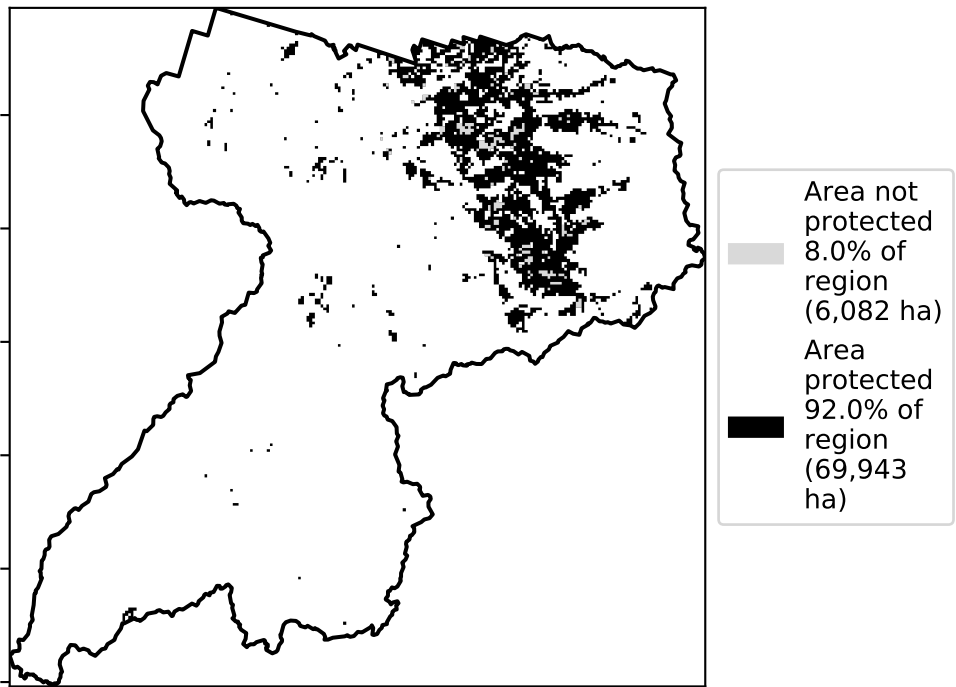 Area not
protected
8.0% of
region
(6,082 ha)
Area
protected
92.0% of
region
(69,943
ha)